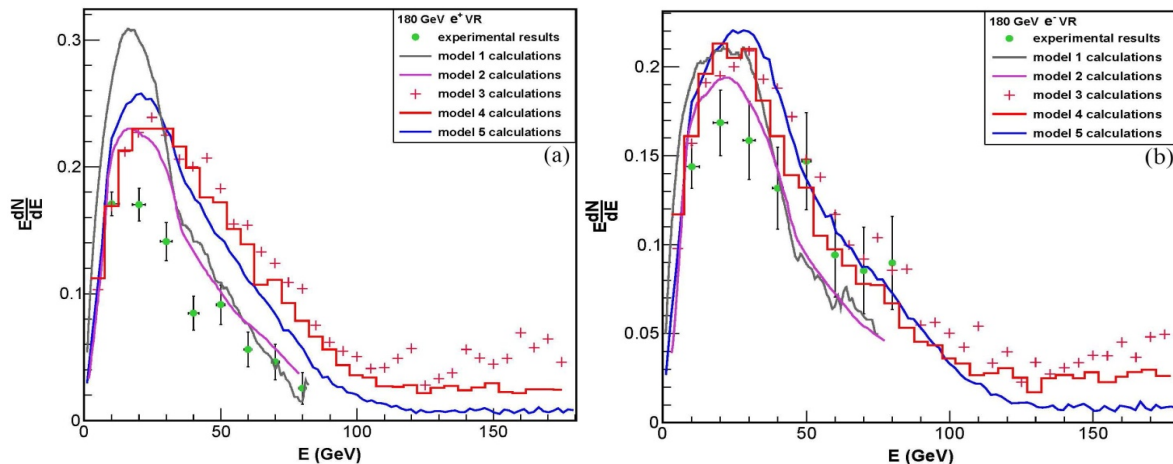 180 GeV e⁺ VR
experimental results
model 1 calculations
model 2 calculations
model 3 calculations
model 4 calculations
model 5 calculations
(a)
0.3
0.2
0.1
0
E dN/dE
0 50 100 150
E (GeV)
180 GeV e⁻ VR
experimental results
model 1 calculations
model 2 calculations
model 3 calculations
model 4 calculations
model 5 calculations
(b)
0.2
0.15
0.1
0.05
0
E dN/dE
0 50 100 150
E (GeV)